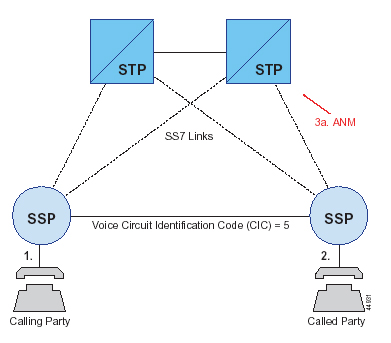 STP
STP
3a. ANM
SS7 Links
SSP
SSP
Voice Circuit Identification Code (CIC) = 5
1.
2.
Calling Party
Called Party
44931